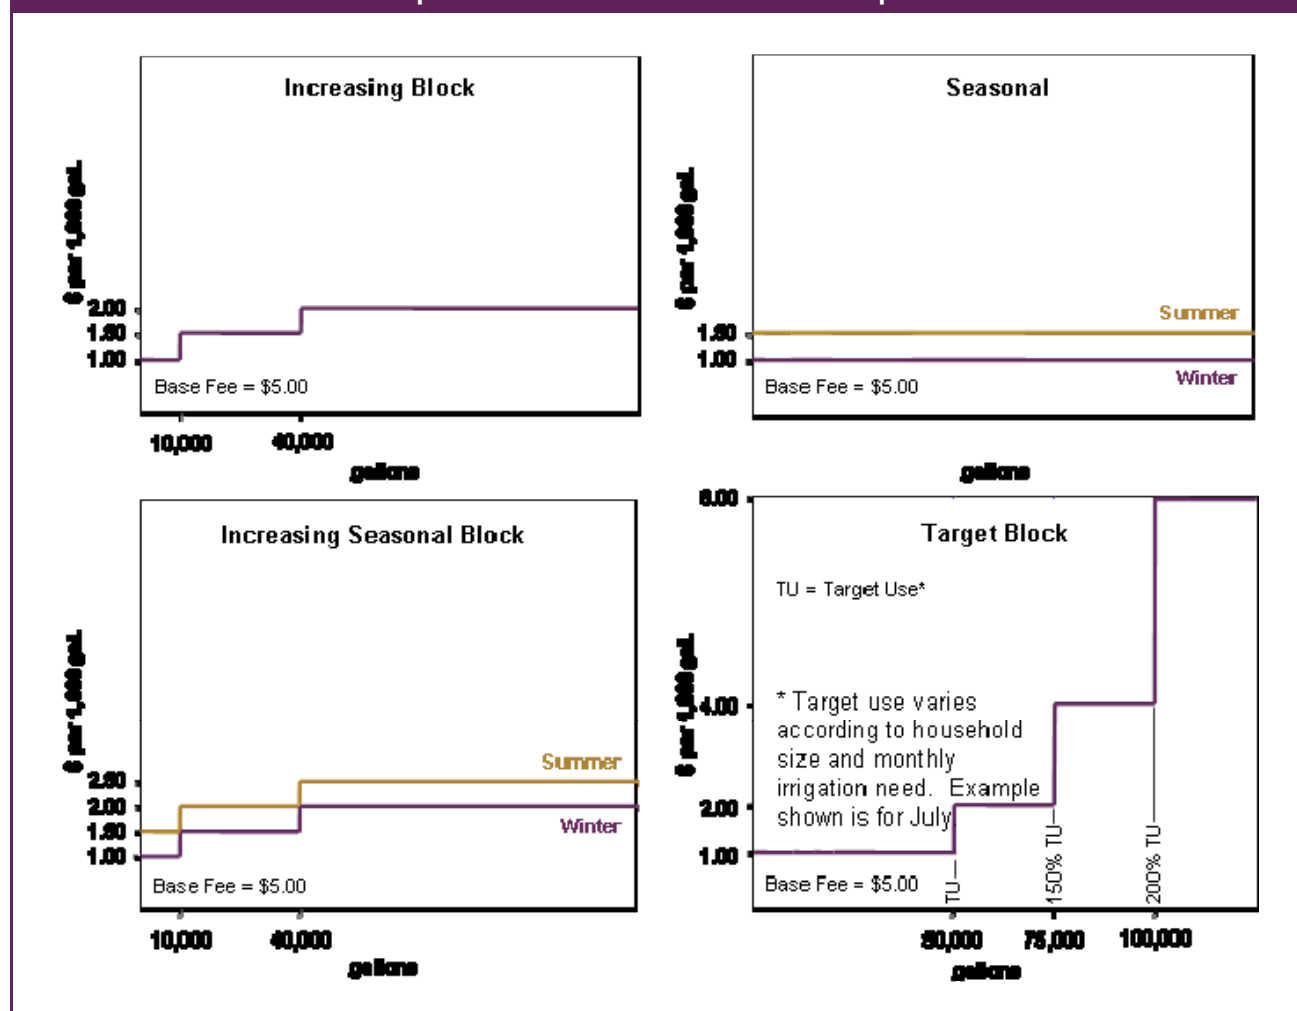 Increasing Block
$ per 1,000 gal.
2.00
1.50
1.00
Base Fee = $5.00
10,000
40,000
gallons
Seasonal
$ per 1,000 gal.
Summer
1.50
1.00
Winter
Base Fee = $5.00
gallons
Increasing Seasonal Block
$ per 1,000 gal.
Summer
2.50
2.00
1.50
1.00
Winter
Base Fee = $5.00
10,000
40,000
gallons
Target Block
TU = Target Use*
* Target use varies
according to household
size and monthly
irrigation need. Example
shown is for July
$ per 1,000 gal.
4.00
2.00
1.00
Base Fee = $5.00
TU
150% TU
200% TU
50,000
75,000
100,000
gallons